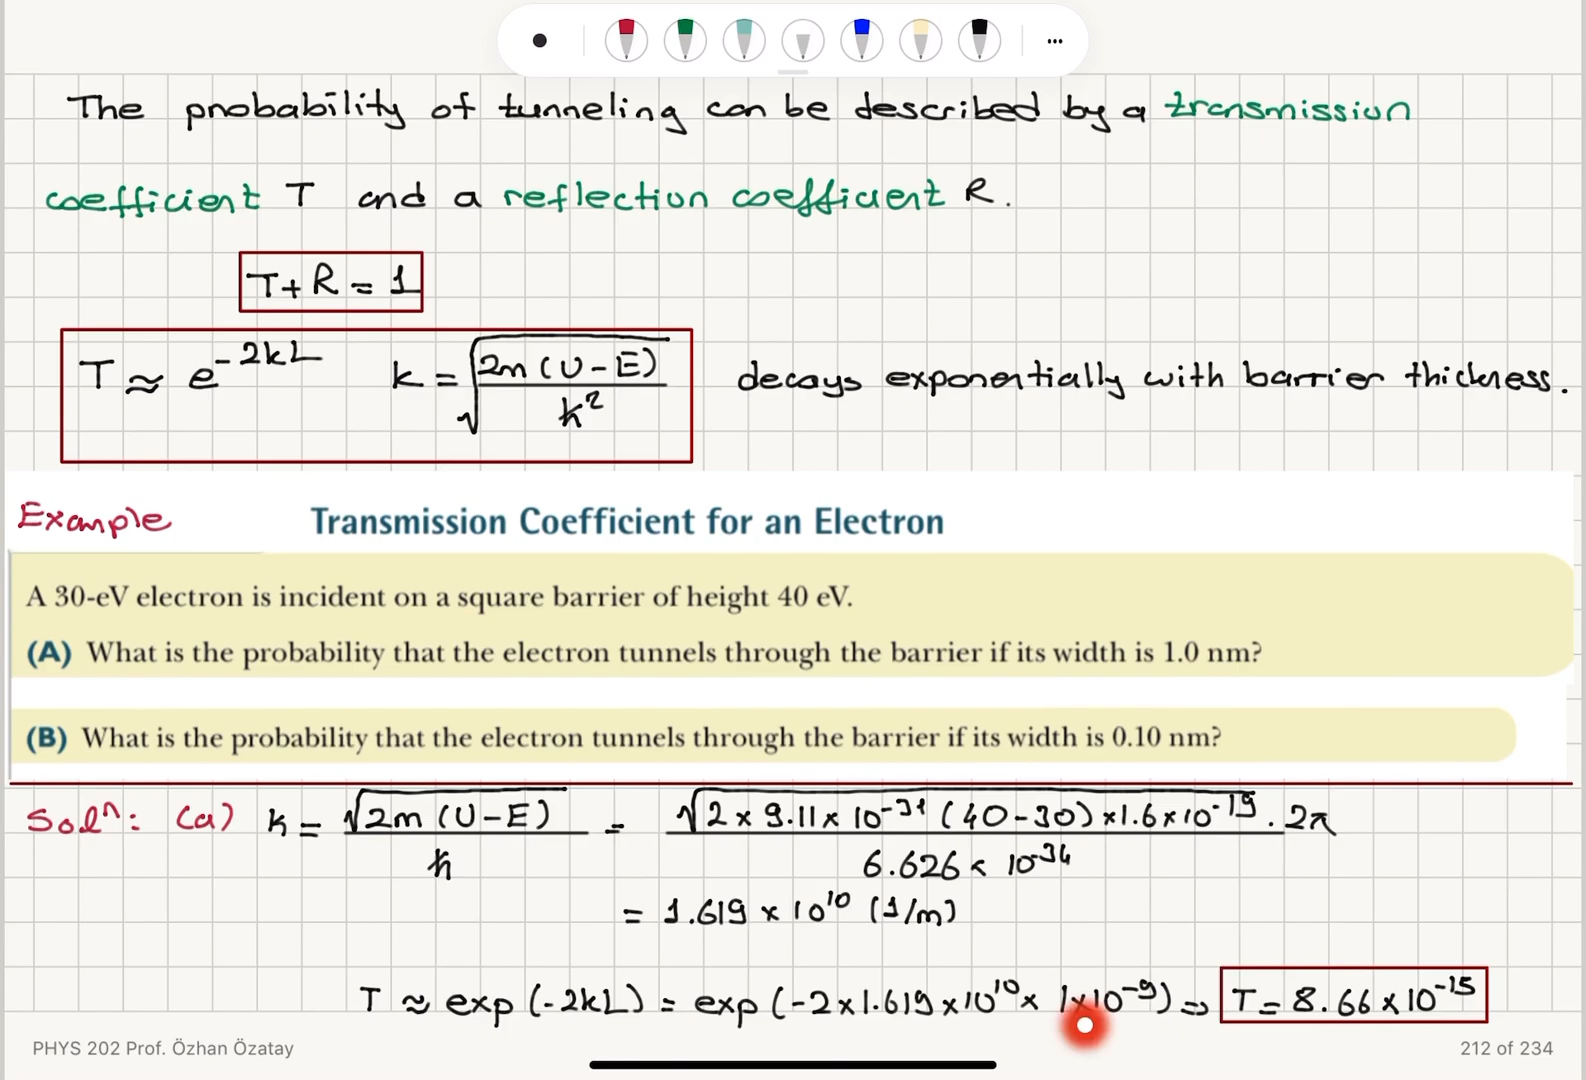 The probability of tunneling can be described by a transmission
coefficient T and a reflection coefficient R.
T + R = 1
T ≈ e^{-2kL} k = √(2m(U-E)/ħ²) decays exponentially with barrier thickness.
Example Transmission Coefficient for an Electron
A 30-eV electron is incident on a square barrier of height 40 eV.
(A) What is the probability that the electron tunnels through the barrier if its width is 1.0 nm?
(B) What is the probability that the electron tunnels through the barrier if its width is 0.10 nm?
Solⁿ: (a) k = √(2m(U-E))/ħ = √(2 × 9.11 × 10⁻³¹ (40-30) × 1.6 × 10⁻¹⁹) · 2π / 6.626 × 10⁻³⁴
= 1.619 × 10¹⁰ (1/m)
T ≈ exp(-2kL) = exp(-2 × 1.619 × 10¹⁰ × 1×10⁻⁹) ⇒ T = 8.66 × 10⁻¹⁵
PHYS 202 Prof. Özhan Özatay 212 of 234